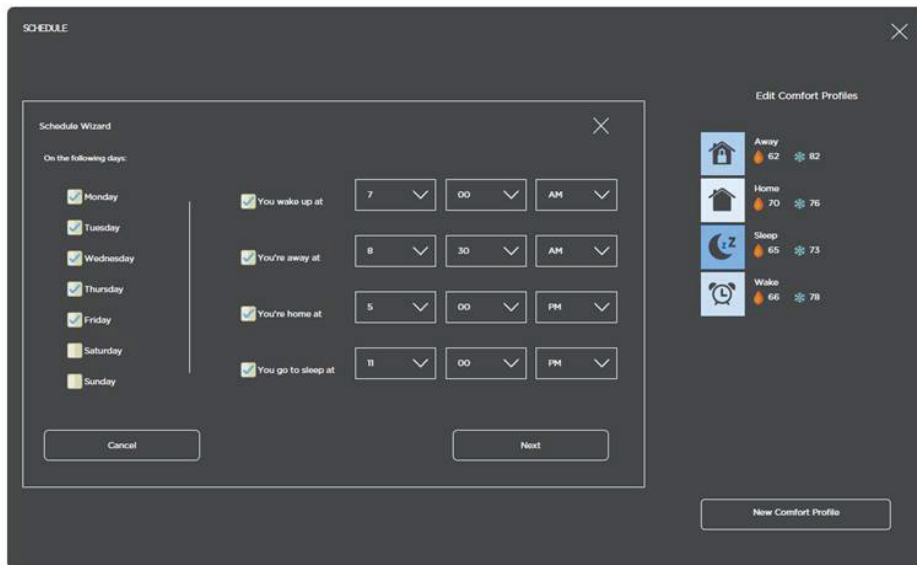 SCHEDULE
Schedule Wizard
On the following days:
Monday
Tuesday
Wednesday
Thursday
Friday
Saturday
Sunday
You wake up at 7 00 AM
You're away at 8 30 AM
You're home at 5 00 PM
You go to sleep at 11 00 PM
Cancel
Next
Edit Comfort Profiles
Away
62 82
Home
70 76
Sleep
65 73
Wake
66 78
New Comfort Profile